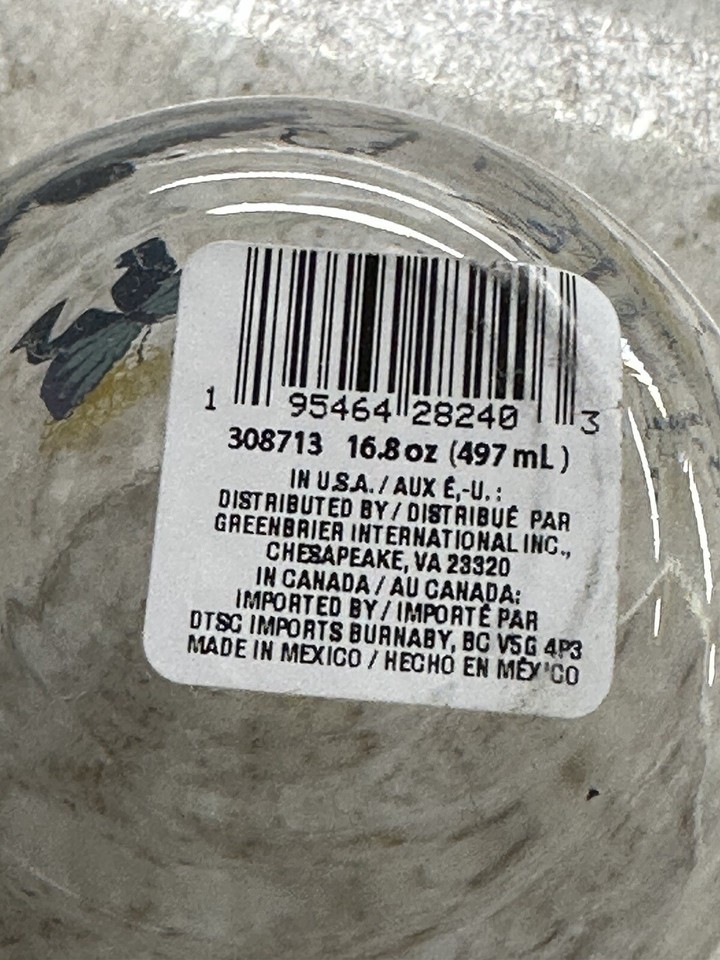 1 95464 28240 3
308713 16.8 oz (497 mL)
IN U.S.A. / AUX É,-U. :
DISTRIBUTED BY / DISTRIBUÉ PAR
GREENBRIER INTERNATIONAL INC.,
CHESAPEAKE, VA 23320
IN CANADA / AU CANADA:
IMPORTED BY / IMPORTÉ PAR
DTSC IMPORTS BURNABY, BC V5G 4P3
MADE IN MEXICO / HECHO EN MÉXICO